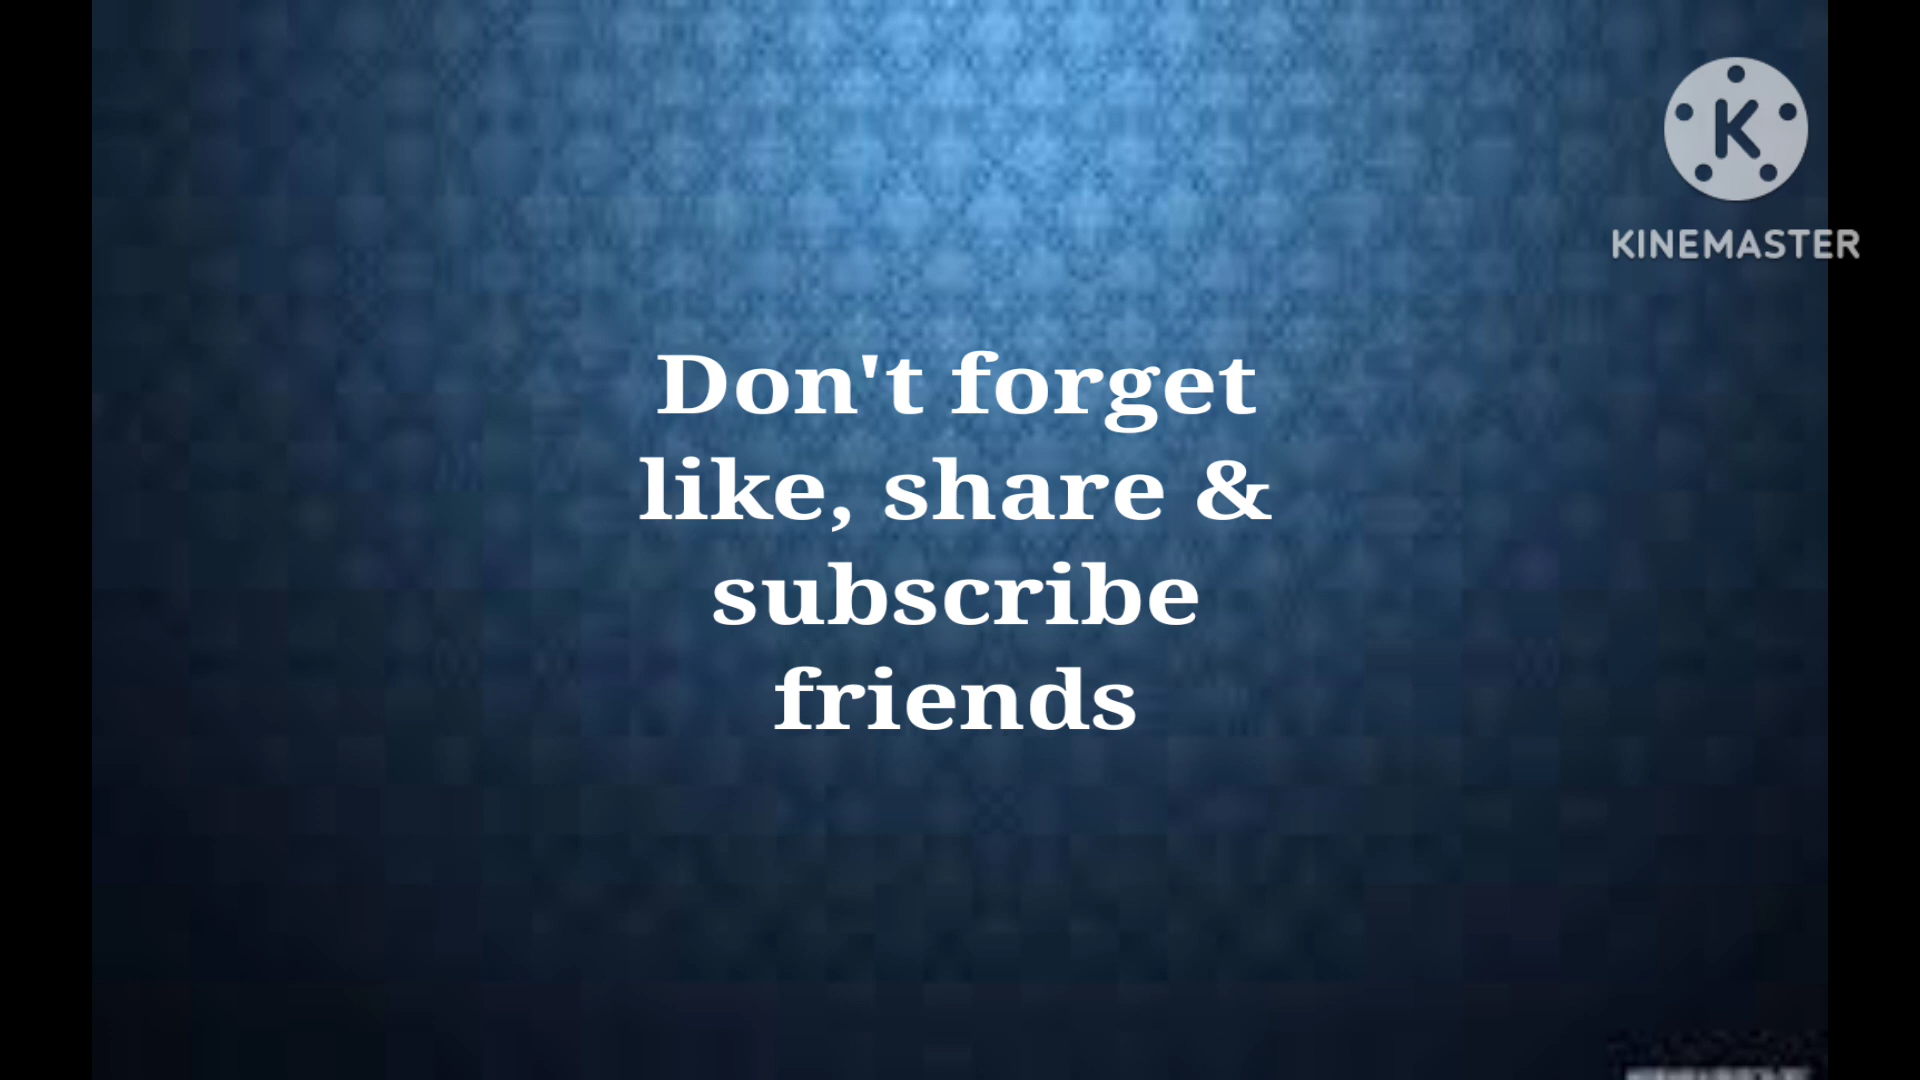 K
KINEMASTER
Don't forget
like, share &
subscribe
friends